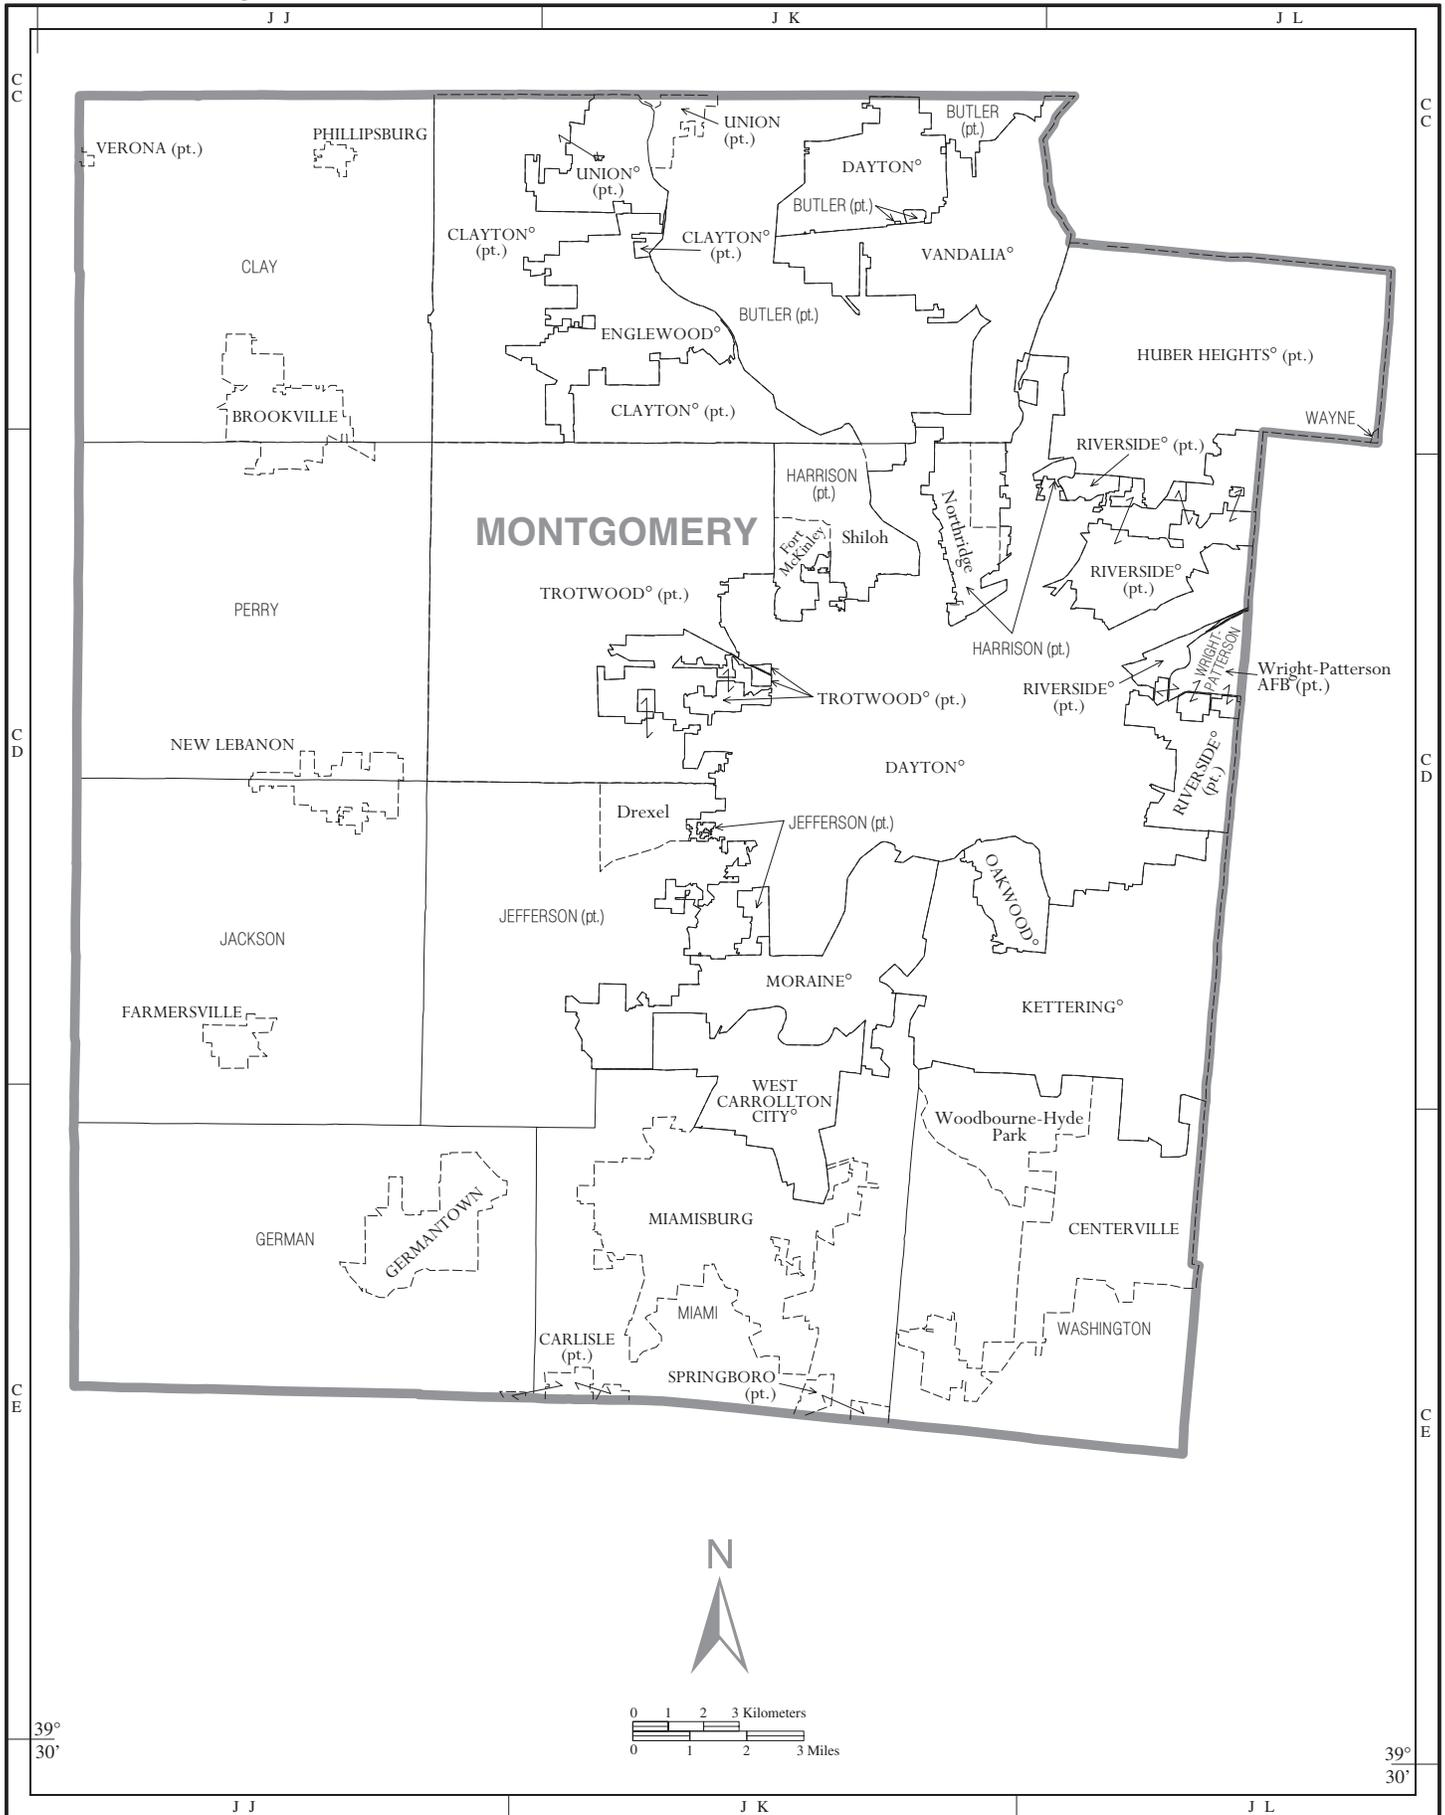 J J
J K
J L
C
C
C
C
VERONA (pt.)
PHILLIPSBURG
UNION
(pt.)
BUTLER
(pt.)
UNION°
(pt.)
DAYTON°
BUTLER (pt.)
CLAYTON°
(pt.)
CLAYTON°
(pt.)
VANDALIA°
CLAY
BUTLER (pt.)
ENGLEWOOD°
HUBER HEIGHTS° (pt.)
BROOKVILLE
CLAYTON° (pt.)
WAYNE
RIVERSIDE° (pt.)
HARRISON
(pt.)
MONTGOMERY
Northridge
Fort
McKinley
Shiloh
RIVERSIDE°
(pt.)
TROTWOOD° (pt.)
PERRY
HARRISON (pt.)
WRIGHT-
PATTERSON
Wright-Patterson
AFB (pt.)
RIVERSIDE°
(pt.)
TROTWOOD° (pt.)
C
D
C
D
NEW LEBANON
DAYTON°
RIVERSIDE°
(pt.)
Drexel
JEFFERSON (pt.)
OAKWOOD°
JEFFERSON (pt.)
JACKSON
MORAINE°
KETTERING°
FARMERSVILLE
WEST
CARROLLTON
CITY°
Woodbourne-Hyde
Park
GERMANTOWN
MIAMISBURG
CENTERVILLE
GERMAN
MIAMI
WASHINGTON
CARLISLE
(pt.)
SPRINGBORO
(pt.)
C
E
C
E
N
0 1 2 3 Kilometers
0 1 2 3 Miles
39°
30'
39°
30'
J J
J K
J L